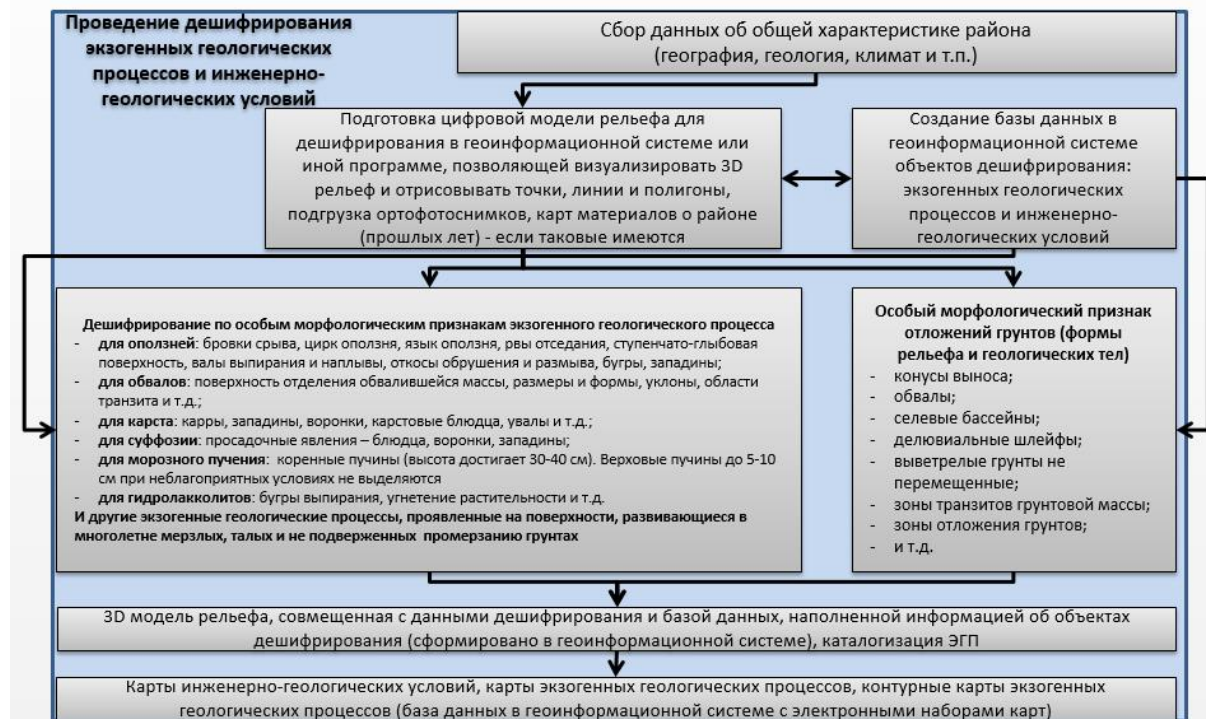 Проведение дешифрирования
экзогенных геологических
процессов и инженерно-
геологических условий
Сбор данных об общей характеристике района
(география, геология, климат и т.п.)
Подготовка цифровой модели рельефа для
дешифрирования в геоинформационной системе или
иной программе, позволяющей визуализировать 3D
рельеф и отрисовывать точки, линии и полигоны,
подгрузка ортофотоснимков, карт материалов о районе
(прошлых лет) - если таковые имеются
Создание базы данных в
геоинформационной системе
объектов дешифрирования:
экзогенных геологических
процессов и инженерно-
геологических условий
Дешифрирование по особым морфологическим признакам экзогенного геологического процесса
- для оползней: бровки срыва, цирк оползня, язык оползня, рвы отседания, ступенчато-глыбовая
поверхность, валы выпирания и наплывы, откосы обрушения и размыва, бугры, западины;
- для обвалов: поверхность отделения обвалившейся массы, размеры и формы, уклоны, области
транзита и т.д.;
- для карста: карры, западины, воронки, карстовые блюдца, увалы и т.д.;
- для суффозии: просадочные явления – блюдца, воронки, западины;
- для морозного пучения: коренные пучины (высота достигает 30-40 см). Верховые пучины до 5-10
см при неблагоприятных условиях не выделяются
- для гидролакколитов: бугры выпирания, угнетение растительности и т.д.
И другие экзогенные геологические процессы, проявленные на поверхности, развивающиеся в
многолетне мерзлых, талых и не подверженных промерзанию грунтах
Особый морфологический признак
отложений грунтов (формы
рельефа и геологических тел)
- конусы выноса;
- обвалы;
- селевые бассейны;
- делювиальные шлейфы;
- выветрелые грунты не
перемещенные;
- зоны транзитов грунтовой массы;
- зоны отложения грунтов;
- и т.д.
3D модель рельефа, совмещенная с данными дешифрирования и базой данных, наполненной информацией об объектах
дешифрирования (сформировано в геоинформационной системе), каталогизация ЭГП
Карты инженерно-геологических условий, карты экзогенных геологических процессов, контурные карты экзогенных
геологических процессов (база данных в геоинформационной системе с электронными наборами карт)